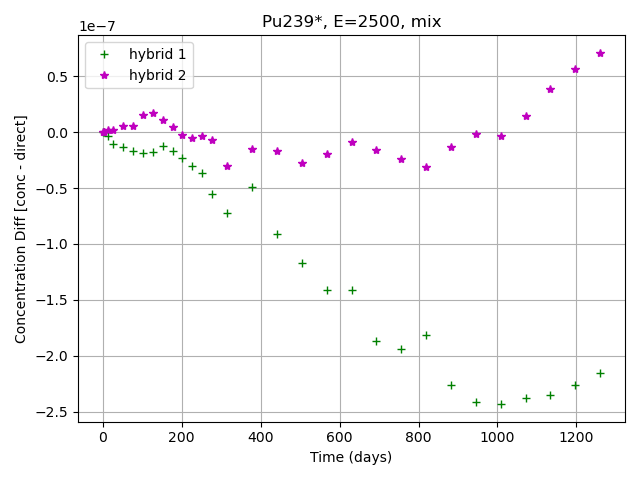 Pu239*, E=2500, mix
1e−7
hybrid 1
hybrid 2
0.5
0.0
−0.5
−1.0
−1.5
−2.0
−2.5
Concentration Diff [conc - direct]
0 200 400 600 800 1000 1200
Time (days)